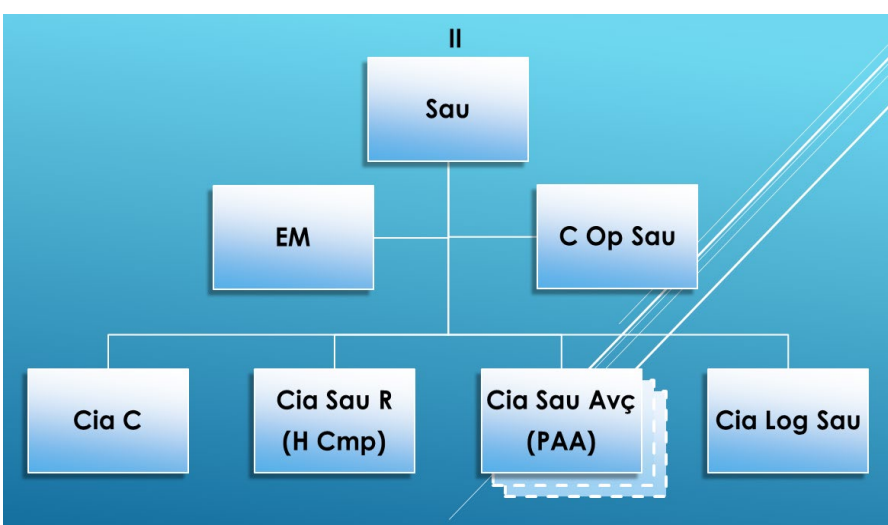 II
Sau
EM
C Op Sau
Cia C
Cia Sau R
(H Cmp)
Cia Sau Avç
(PAA)
Cia Log Sau